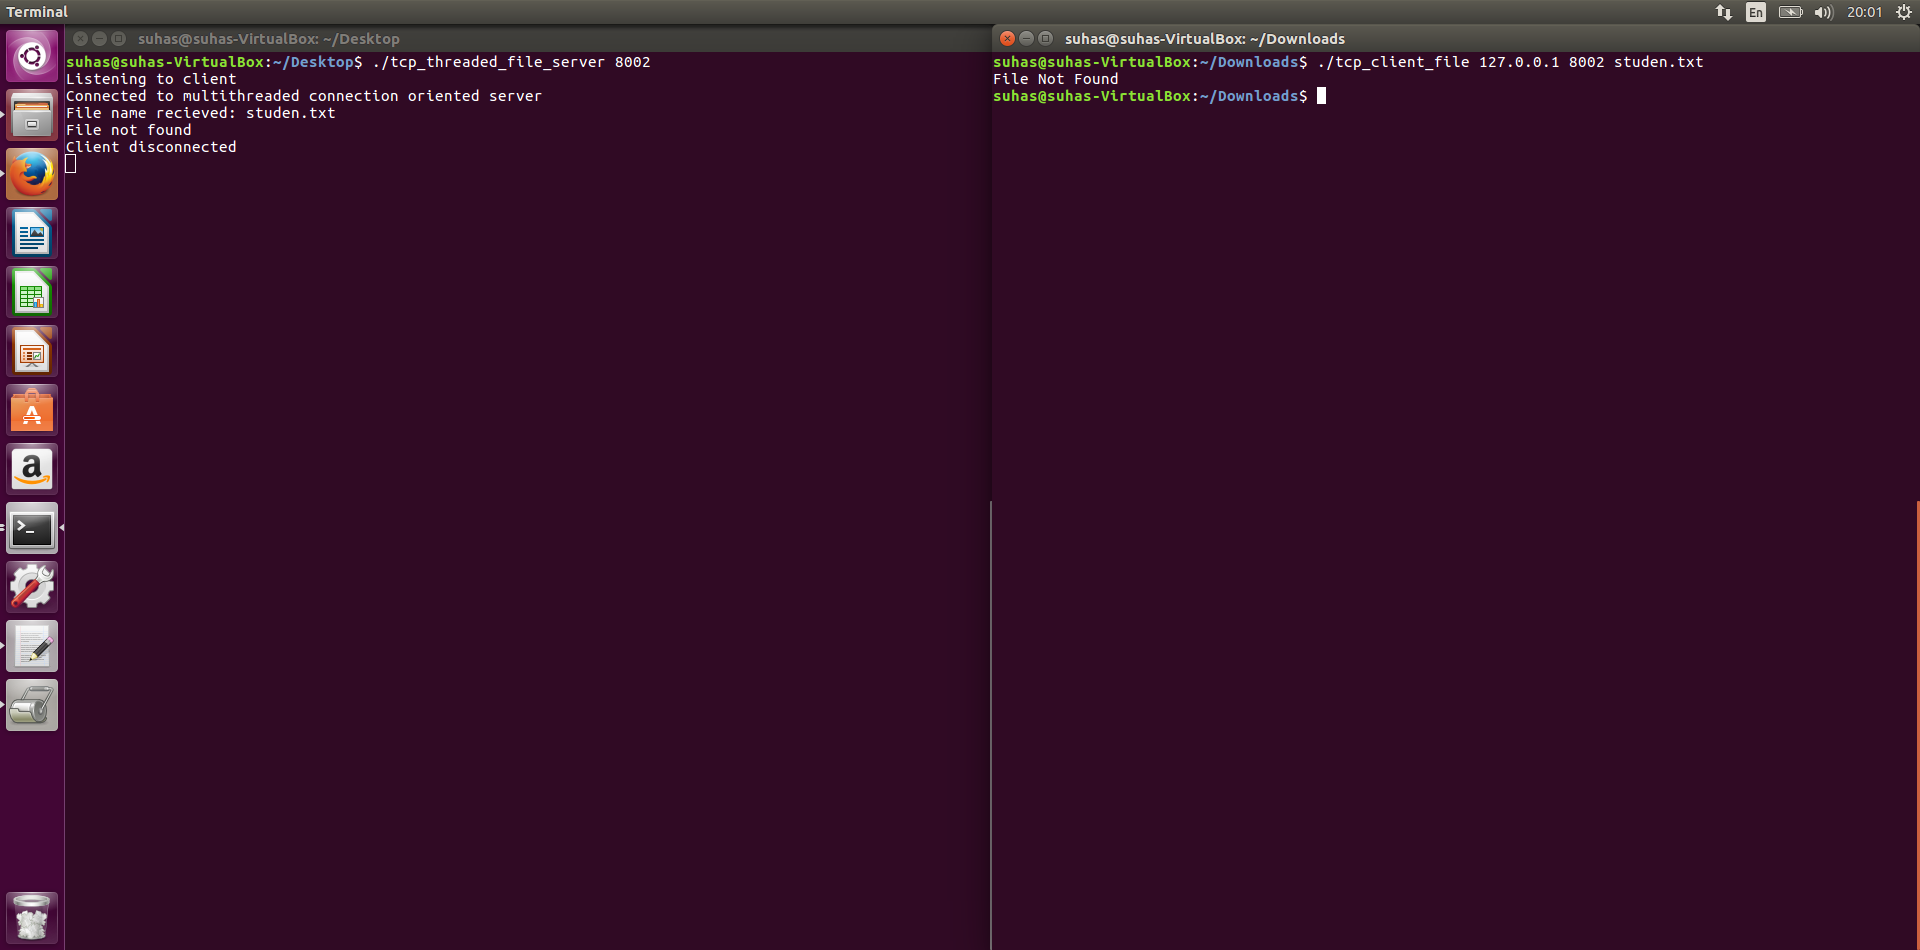 Terminal
En
20:01
suhas@suhas-VirtualBox: ~/Desktop
suhas@suhas-VirtualBox:~/Desktop$ ./tcp_threaded_file_server 8002
Listening to client
Connected to multithreaded connection oriented server
File name recieved: studen.txt
File not found
Client disconnected
suhas@suhas-VirtualBox: ~/Downloads
suhas@suhas-VirtualBox:~/Downloads$ ./tcp_client_file 127.0.0.1 8002 studen.txt
File Not Found
suhas@suhas-VirtualBox:~/Downloads$